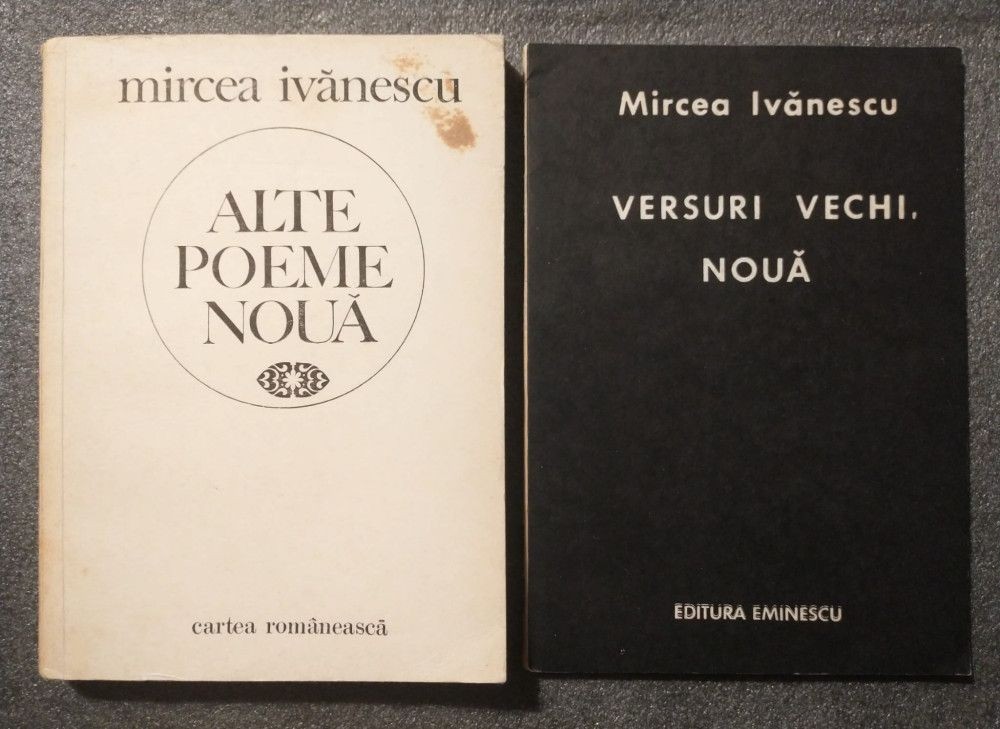 mircea ivănescu
ALTE
POEME
NOUĂ
cartea românească
Mircea Ivănescu
VERSURI VECHI,
NOUĂ
EDITURA EMINESCU